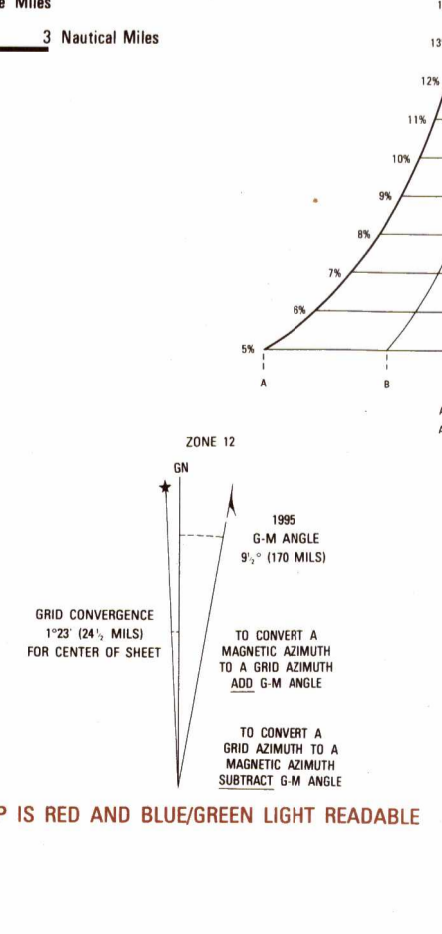 Miles
3 Nautical Miles
12%
11%
10%
9%
8%
7%
6%
5%
A
B
ZONE 12
GN
1995
G-M ANGLE
9½° (170 MILS)
GRID CONVERGENCE
1°23' (24½ MILS)
FOR CENTER OF SHEET
TO CONVERT A
MAGNETIC AZIMUTH
TO A GRID AZIMUTH
ADD G-M ANGLE
TO CONVERT A
GRID AZIMUTH TO A
MAGNETIC AZIMUTH
SUBTRACT G-M ANGLE
IS RED AND BLUE/GREEN LIGHT READABLE